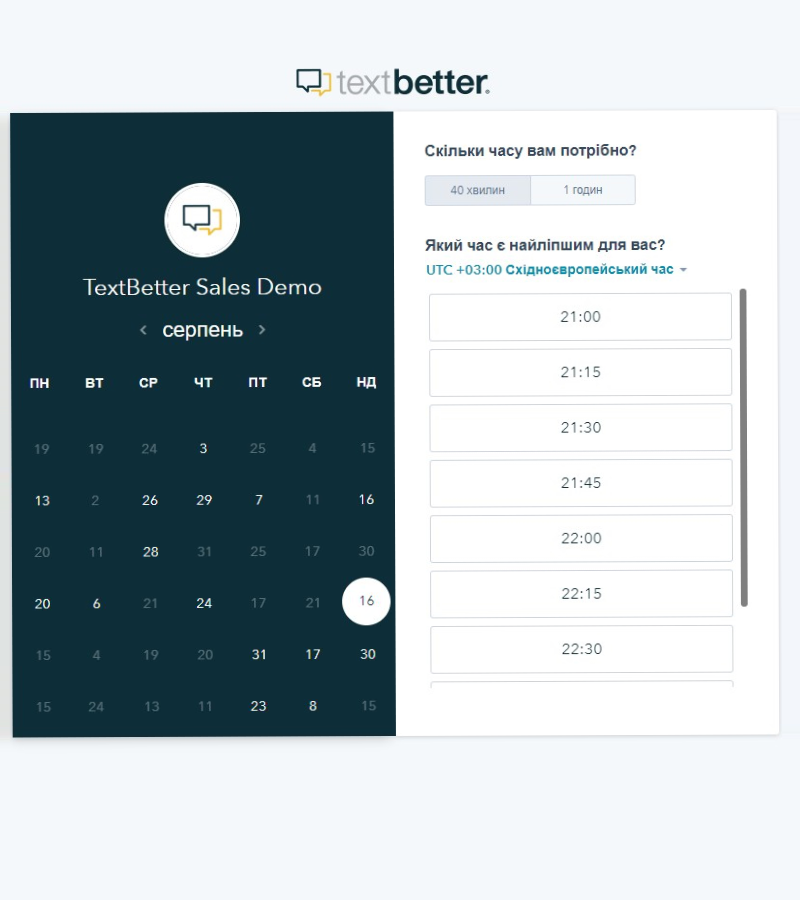 textbetter.
TextBetter Sales Demo
серпень
ПН ВТ СР ЧТ ПТ СБ НД
19 19 24 3 25 4 15
13 2 26 29 7 11 16
20 11 28 31 25 17 30
20 6 21 24 17 21 16
15 4 19 20 31 17 30
15 24 13 11 23 8 15
Скільки часу вам потрібно?
40 хвилин 1 годин
Який час є найліпшим для вас?
UTC +03:00 Східноєвропейський час
21:00
21:15
21:30
21:45
22:00
22:15
22:30